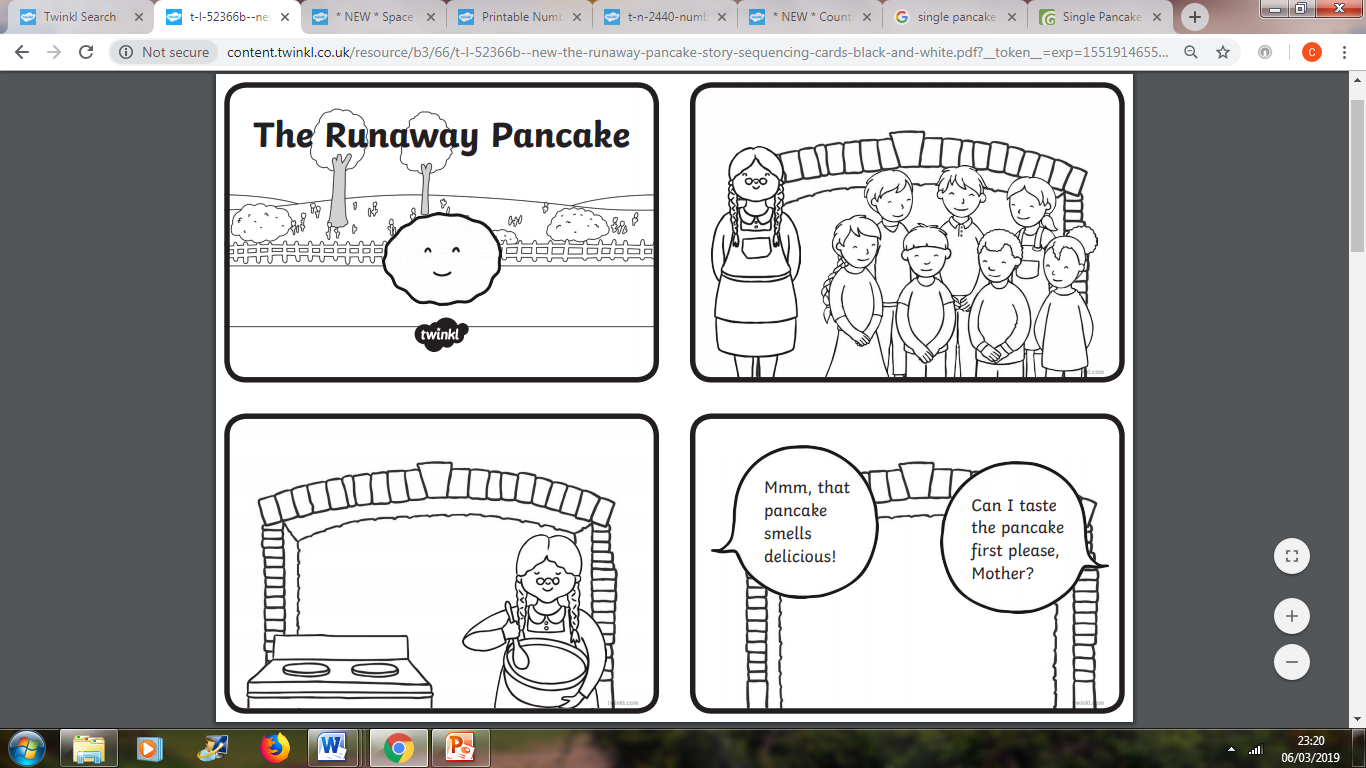 Twinkl Search
t-l-52366b--ne
* NEW * Space
Printable Numb
t-n-2440-numb
* NEW * Count
single pancake
Single Pancake
Not secure
content.twinkl.co.uk/resource/b3/66/t-l-52366b--new-the-runaway-pancake-story-sequencing-cards-black-and-white.pdf?__token__=exp=1551914655...
C
The Runaway Pancake
twinkl
Mmm, that
pancake
smells
delicious!
Can I taste
the pancake
first please,
Mother?
twinkl.com
23:20
06/03/2019